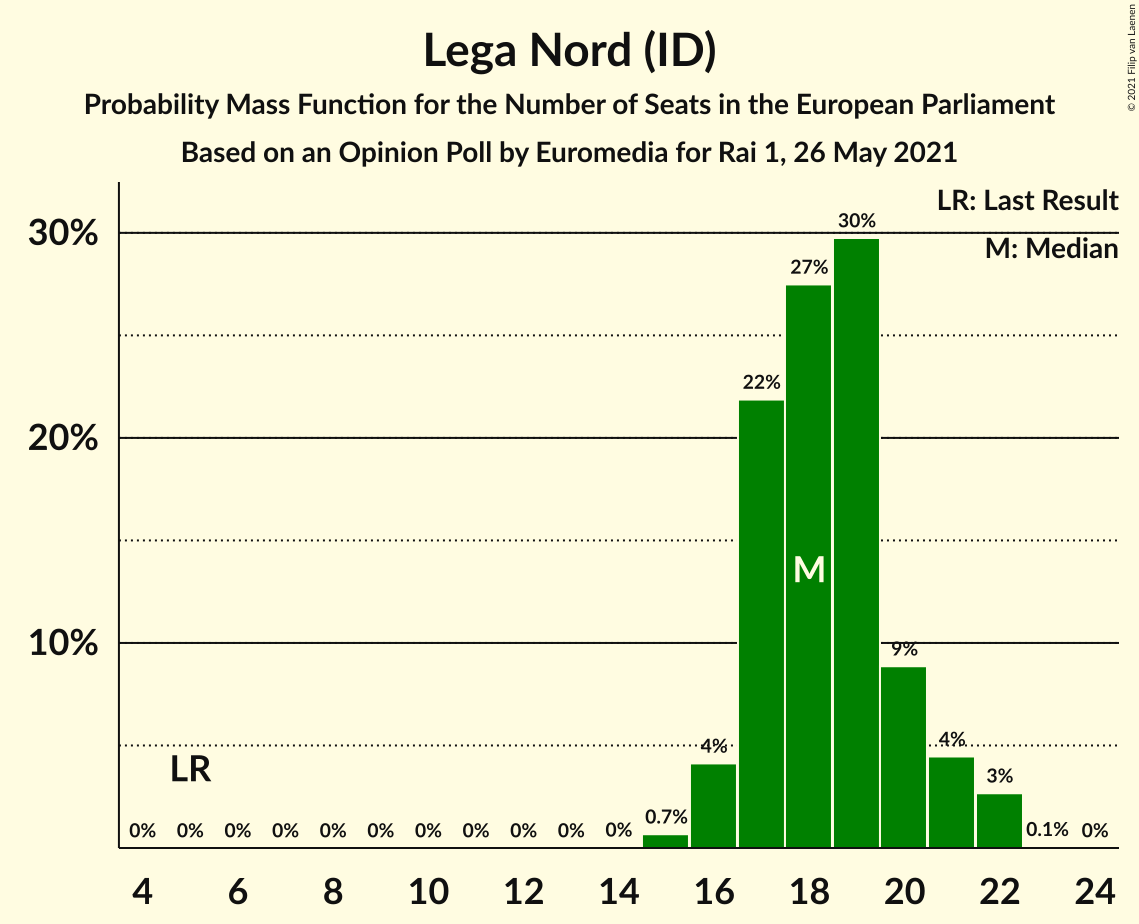 Lega Nord (ID)
Probability Mass Function for the Number of Seats in the European Parliament
Based on an Opinion Poll by Euromedia for Rai 1, 26 May 2021
© 2021 Filip van Laenen
LR: Last Result
M: Median
30%
20%
10%
30%
27%
22%
M
9%
4%
4%
3%
LR
0% 0% 0% 0% 0% 0% 0% 0% 0% 0% 0% 0.7% 0.1% 0%
4 6 8 10 12 14 16 18 20 22 24